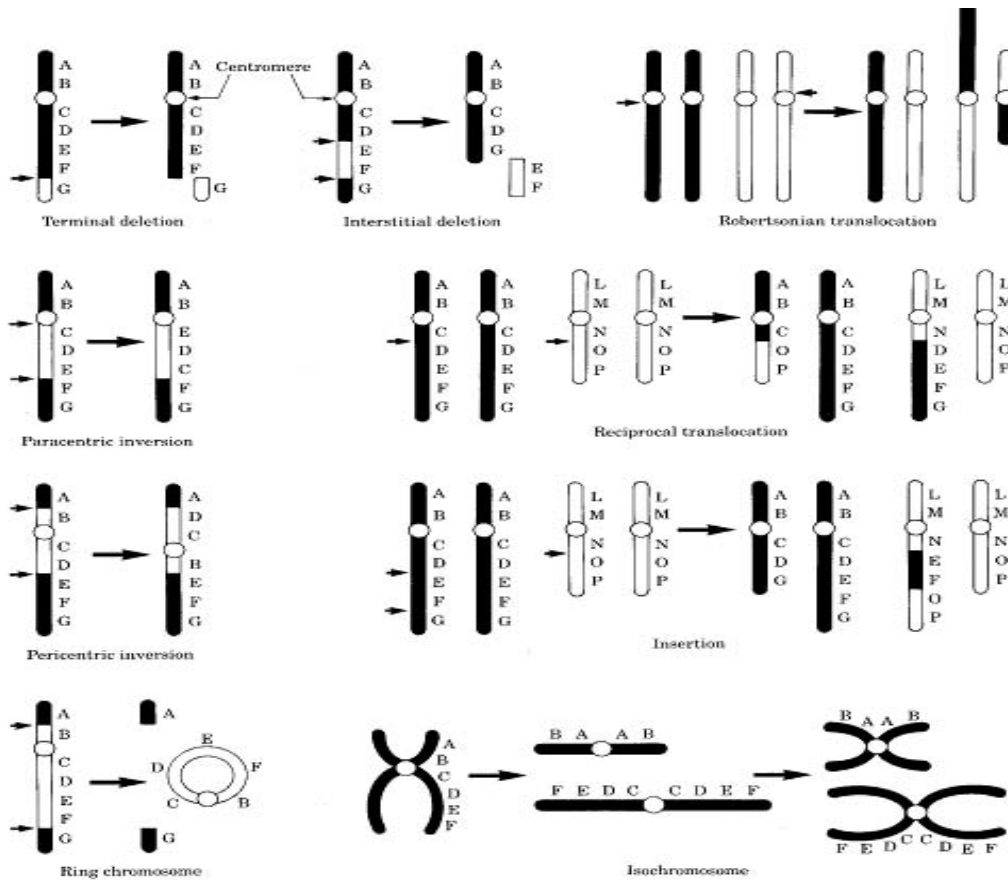 A B C D E F G
Centromere
A B C D E F
G
Terminal deletion
A B C D E F G
A B C D G
E F
Interstitial deletion
Robertsonian translocation
A B C D E F G
A B E D C F G
Paracentric inversion
A B C D E F G
A B C D E F G
L M N O P
L M N O P
A B C O P
A B C D E F G
L M N D E F G
L M N O P
Reciprocal translocation
A B C D E F G
A D C B E F G
Pericentric inversion
A B C D E F G
A B C D E F G
L M N O P
L M N O P
A B C D G
A B C D E F G
L M N E F O P
L M N O P
Insertion
A B C D E F G
A
E
D F
C B
G
Ring chromosome
A B C D E F
B A A B
F E D C C D E F
B A A B
F E D C C D E F
Isochromosome